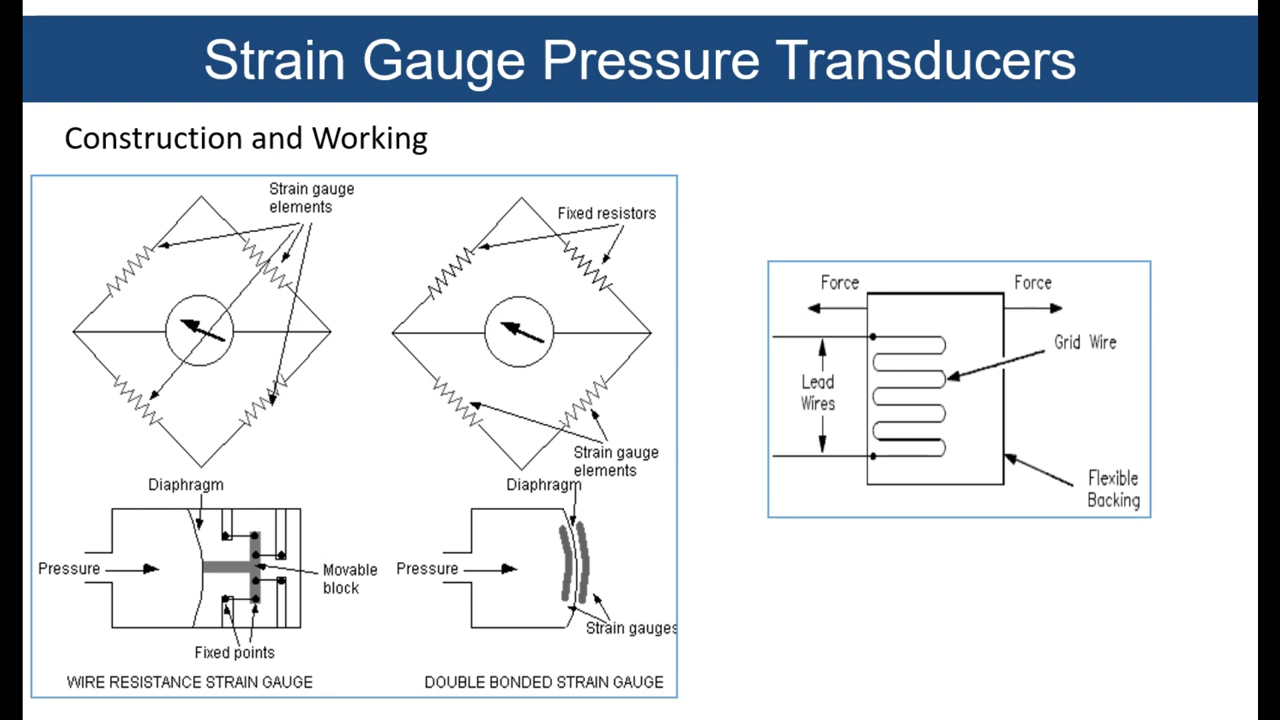 Strain Gauge Pressure Transducers
Construction and Working
Strain gauge
elements
Fixed resistors
Strain gauge
elements
Diaphragm
Diaphragm
Pressure
Movable
block
Fixed points
Pressure
Strain gauges
WIRE RESISTANCE STRAIN GAUGE
DOUBLE BONDED STRAIN GAUGE
Force
Force
Grid Wire
Lead
Wires
Flexible
Backing